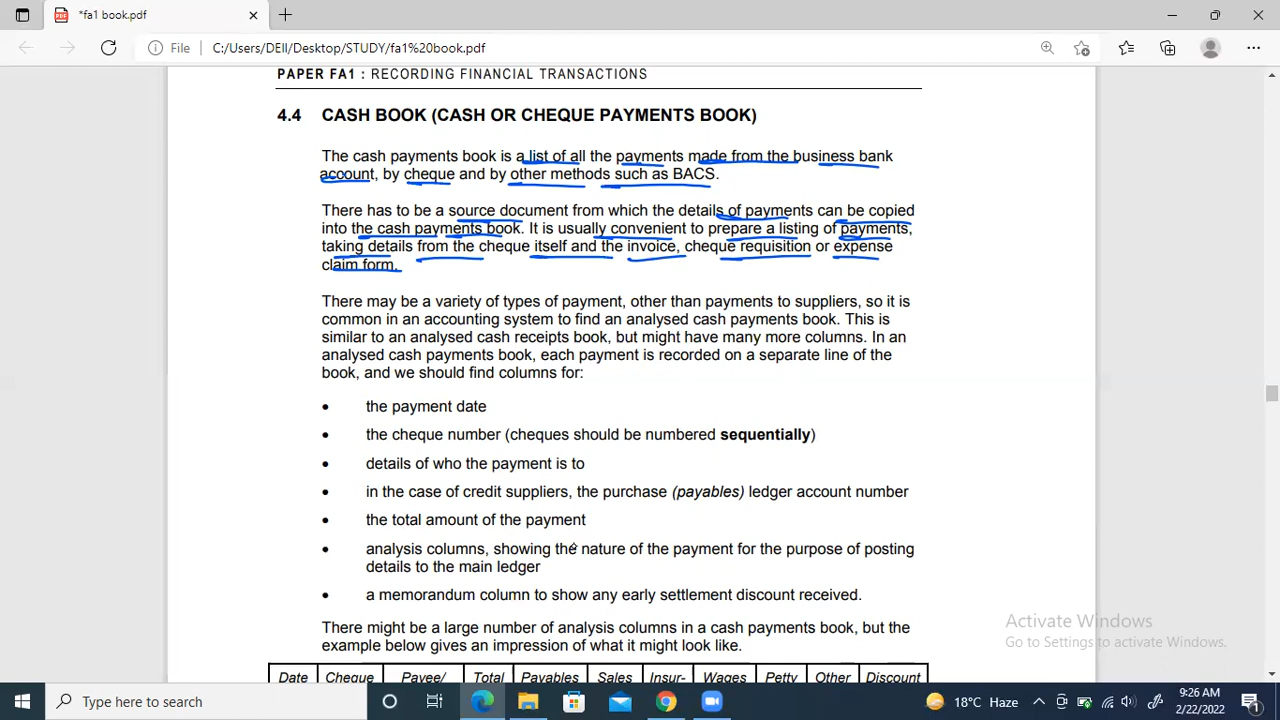 *fa1 book.pdf
File
C:/Users/DEll/Desktop/STUDY/fa1%20book.pdf
PAPER FA1 : RECORDING FINANCIAL TRANSACTIONS
4.4 CASH BOOK (CASH OR CHEQUE PAYMENTS BOOK)
The cash payments book is a list of all the payments made from the business bank
account, by cheque and by other methods such as BACS.
There has to be a source document from which the details of payments can be copied
into the cash payments book. It is usually convenient to prepare a listing of payments,
taking details from the cheque itself and the invoice, cheque requisition or expense
claim form.
There may be a variety of types of payment, other than payments to suppliers, so it is
common in an accounting system to find an analysed cash payments book. This is
similar to an analysed cash receipts book, but might have many more columns. In an
analysed cash payments book, each payment is recorded on a separate line of the
book, and we should find columns for:
• the payment date
• the cheque number (cheques should be numbered sequentially)
• details of who the payment is to
• in the case of credit suppliers, the purchase (payables) ledger account number
• the total amount of the payment
• analysis columns, showing the nature of the payment for the purpose of posting
details to the main ledger
• a memorandum column to show any early settlement discount received.
There might be a large number of analysis columns in a cash payments book, but the
example below gives an impression of what it might look like.
Date Cheque Payee/ Total Payables Sales Insur- Wages Petty Other Discount
Activate Windows
Go to Settings to activate Windows.
Type here to search
18°C Haze
9:26 AM
2/22/2022